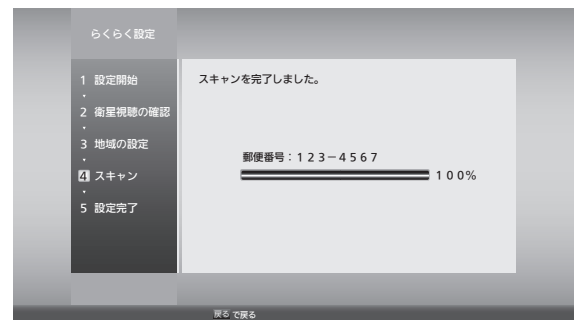 らくらく設定
1 設定開始
2 衛星視聴の確認
3 地域の設定
4 スキャン
5 設定完了
スキャンを完了しました。
郵便番号：１２３－４５６７
１００%
戻る で戻る